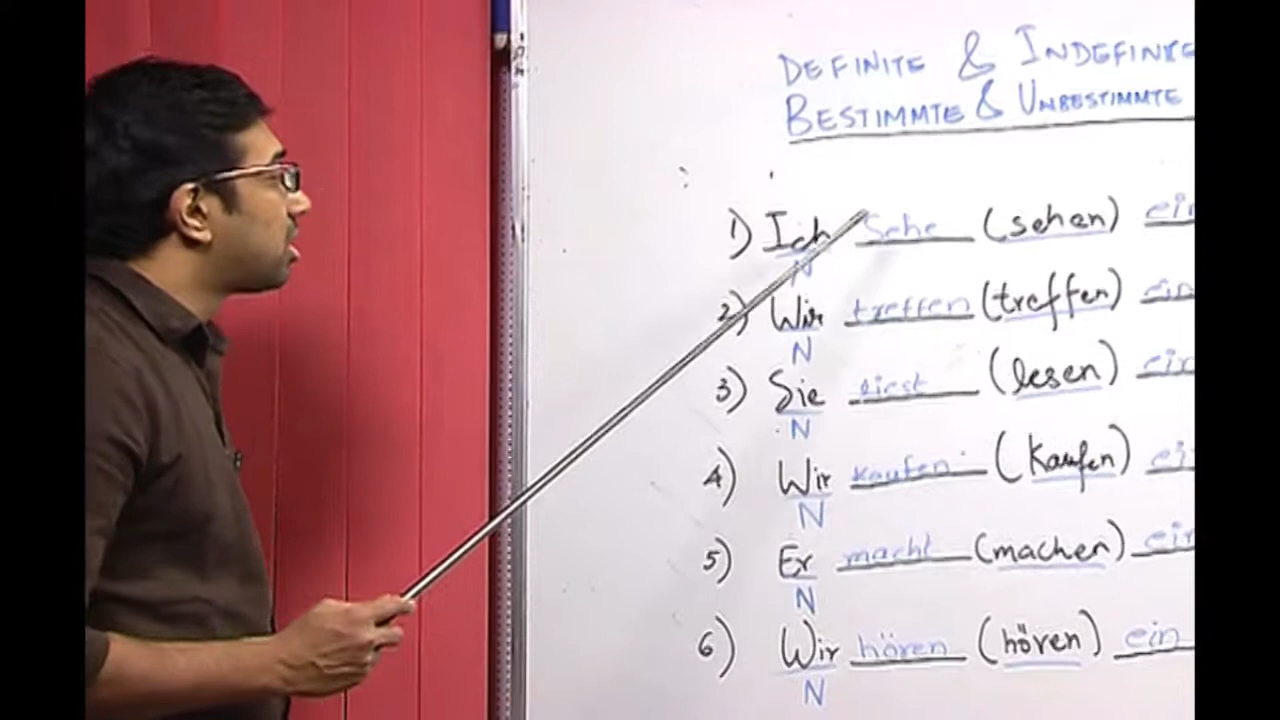 DEFINITE & INDEFINITE
BESTIMMTE & UNBESTIMMTE
1) Ich sehe (sehen) ein
N
2) Wir treffen (treffen) ein
N
3) Sie liest (lesen) ein
N
4) Wir kaufen (kaufen) ei
N
5) Er macht (machen) ein
N
6) Wir hören (hören) ein
N